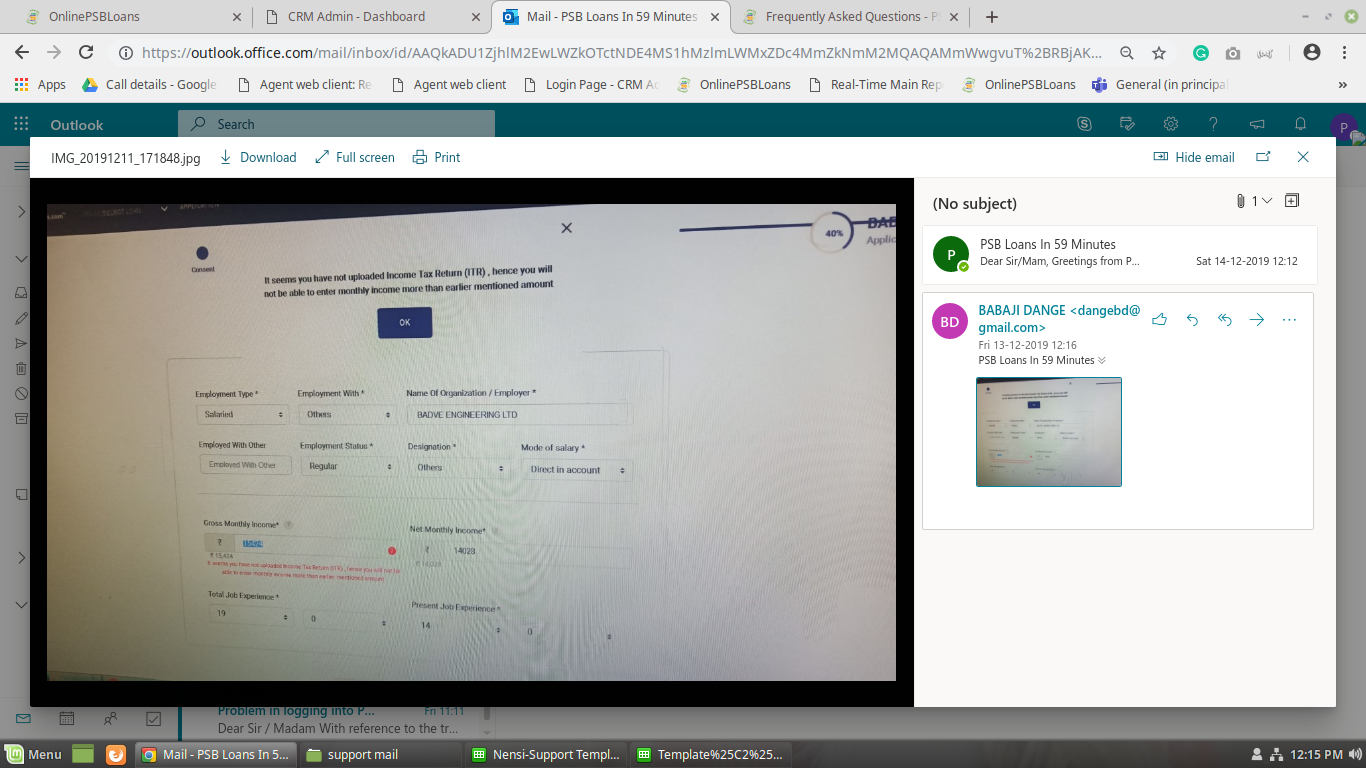 OnlinePSBLoans
CRM Admin - Dashboard
Mail - PSB Loans In 59 Minutes
Frequently Asked Questions - P
https://outlook.office.com/mail/inbox/id/
Apps
Call details - Google
Agent web client: Re
Agent web client
Login Page - CRM Ac
OnlinePSBLoans
Real-Time Main Rep
OnlinePSBLoans
General (in principal
Outlook
Search
P
IMG_20191211_171848.jpg
Download
Full screen
Print
Hide email
SELECT LOAN
APPLICATION
40%
BAB
Applic
Consent
It seems you have not uploaded Income Tax Return (ITR) , hence you will
not be able to enter monthly income more than earlier mentioned amount
OK
Employment Type *
Employment With *
Name Of Organization / Employer *
Salaried
Others
BADVE ENGINEERING LTD
Employed With Other
Employment Status *
Designation *
Mode of salary *
Employed With Other
Regular
Others
Direct in account
Gross Monthly Income*
Net Monthly Income*
₹
₹ 14028
₹ 15,434
₹ 14,028
It seems you have not uploaded Income Tax Return (ITR) , hence you will not be
able to enter monthly income more than earlier mentioned amount
Total Job Experience *
Present Job Experience *
19
0
14
0
(No subject)
1
P
PSB Loans In 59 Minutes
Dear Sir/Mam, Greetings from P...
Sat 14-12-2019 12:12
BD
BABAJI DANGE <dangebd@
gmail.com>
Fri 13-12-2019 12:16
PSB Loans In 59 Minutes
Problem in logging into P...
Fri 11:11
Dear Sir / Madam With reference to the tr...
Menu
Mail - PSB Loans In 5...
support mail
Nensi-Support Templ...
Template%25C2%25...
12:15 PM